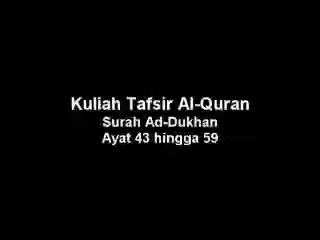 Kuliah Tafsir Al-Quran
Surah Ad-Dukhan
Ayat 43 hingga 59